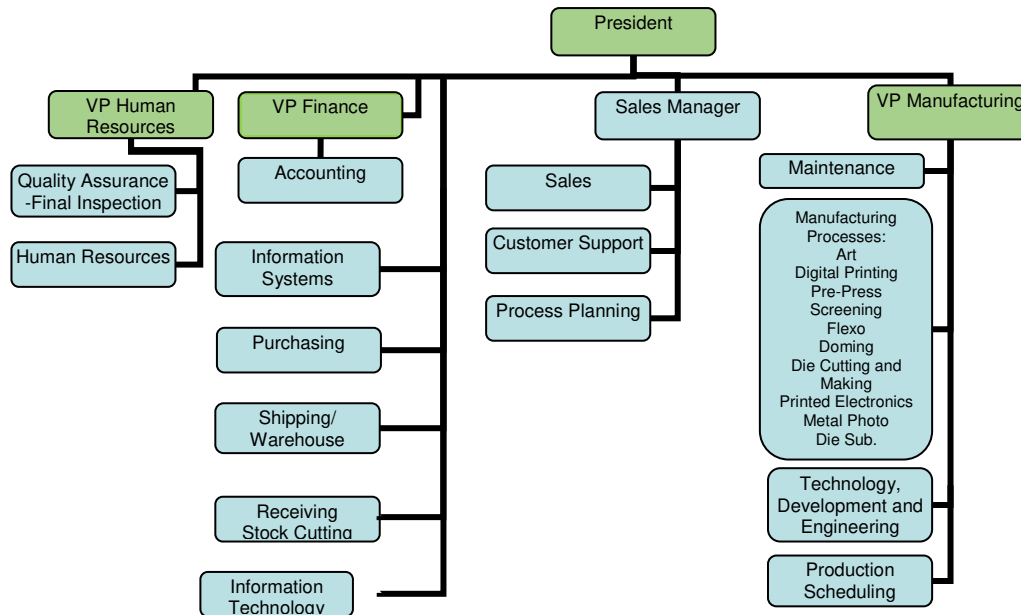 President
VP Human
Resources
VP Finance
Sales Manager
VP Manufacturing
Quality Assurance
-Final Inspection
Human Resources
Accounting
Information
Systems
Purchasing
Shipping/
Warehouse
Receiving
Stock Cutting
Information
Technology
Sales
Customer Support
Process Planning
Maintenance
Manufacturing
Processes:
Art
Digital Printing
Pre-Press
Screening
Flexo
Doming
Die Cutting and
Making
Printed Electronics
Metal Photo
Die Sub.
Technology,
Development and
Engineering
Production
Scheduling